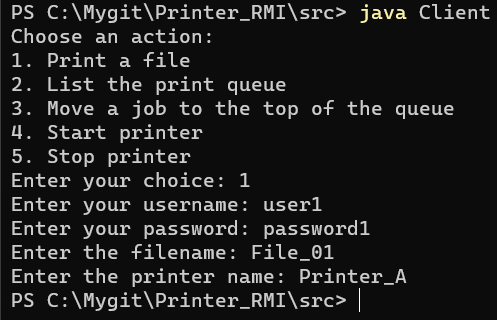 PS C:\Mygit\Printer_RMI\src> java Client
Choose an action:
1. Print a file
2. List the print queue
3. Move a job to the top of the queue
4. Start printer
5. Stop printer
Enter your choice: 1
Enter your username: user1
Enter your password: password1
Enter the filename: File_01
Enter the printer name: Printer_A
PS C:\Mygit\Printer_RMI\src>